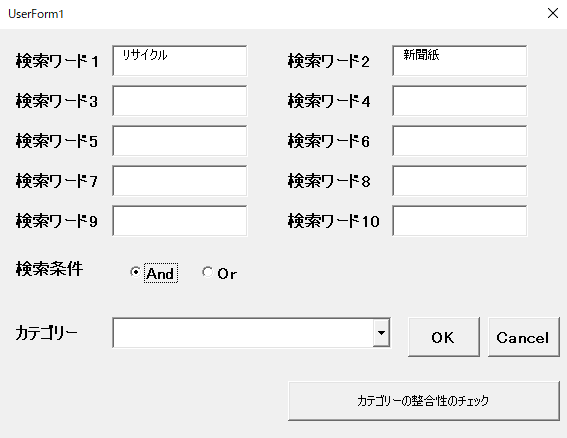 UserForm1
検索ワード1 リサイクル 検索ワード2 新聞紙
検索ワード3 検索ワード4
検索ワード5 検索ワード6
検索ワード7 検索ワード8
検索ワード9 検索ワード10
検索条件 And Or
カテゴリー OK Cancel
カテゴリーの整合性のチェック